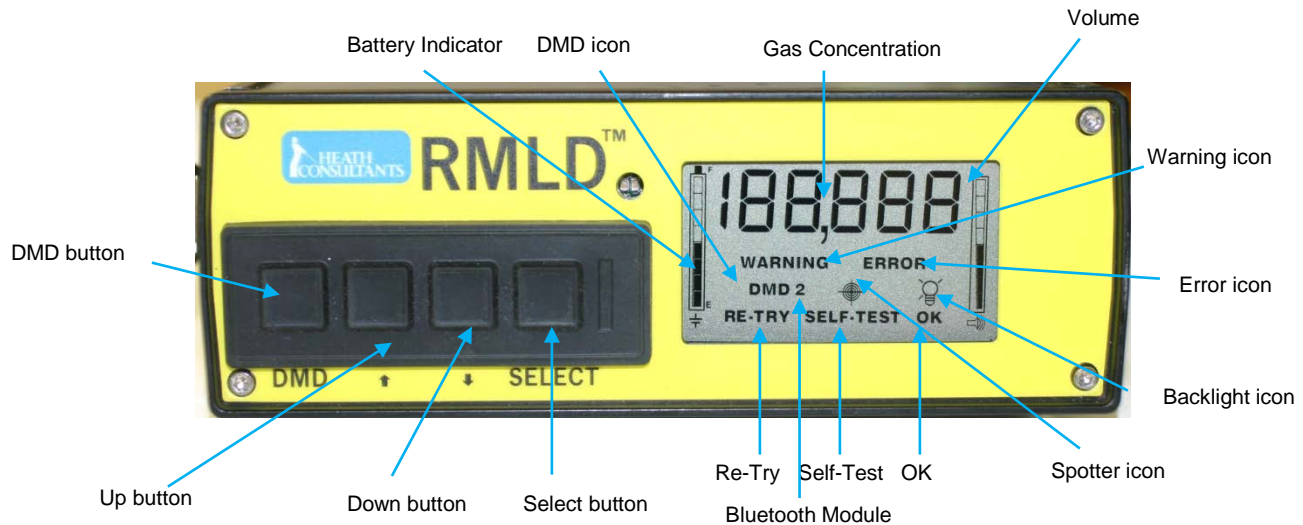 Volume
Battery Indicator DMD icon Gas Concentration
Warning icon
HEATH
CONSULTANTS
RMLD™
F
188,888
DMD button
WARNING ERROR
DMD 2
E
RE-TRY SELF-TEST OK
Error icon
DMD ⬆ ⬇ SELECT
Backlight icon
Re-Try Self-Test OK Spotter icon
Up button Down button Select button Bluetooth Module